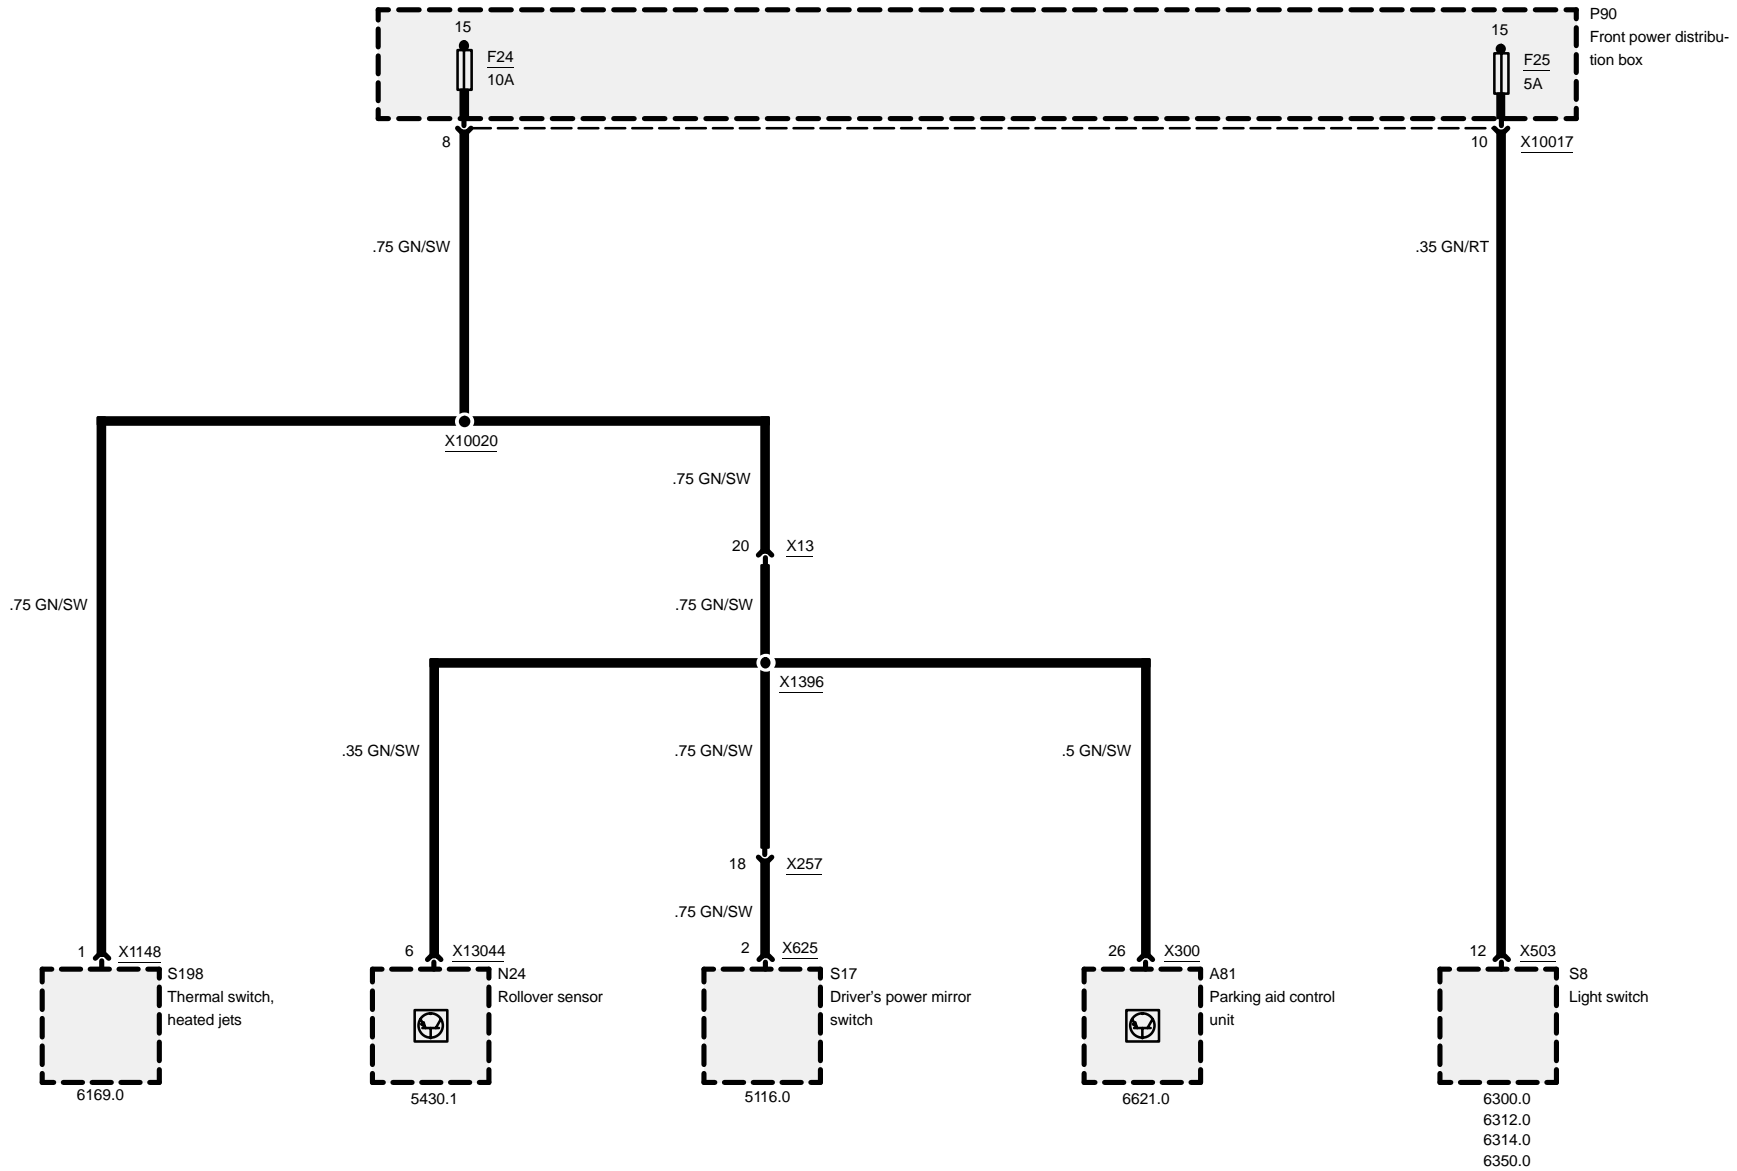 P90
Front power distribu-
tion box
15
F24
10A
15
F25
5A
8
10
X10017
.75 GN/SW
.35 GN/RT
X10020
.75 GN/SW
20
X13
.75 GN/SW
.75 GN/SW
X1396
.35 GN/SW
.75 GN/SW
.5 GN/SW
18
X257
.75 GN/SW
1
X1148
6
X13044
2
X625
26
X300
12
X503
S198
Thermal switch,
heated jets
N24
Rollover sensor
S17
Driver's power mirror
switch
A81
Parking aid control
unit
S8
Light switch
6169.0
5430.1
5116.0
6621.0
6300.0
6312.0
6314.0
6350.0